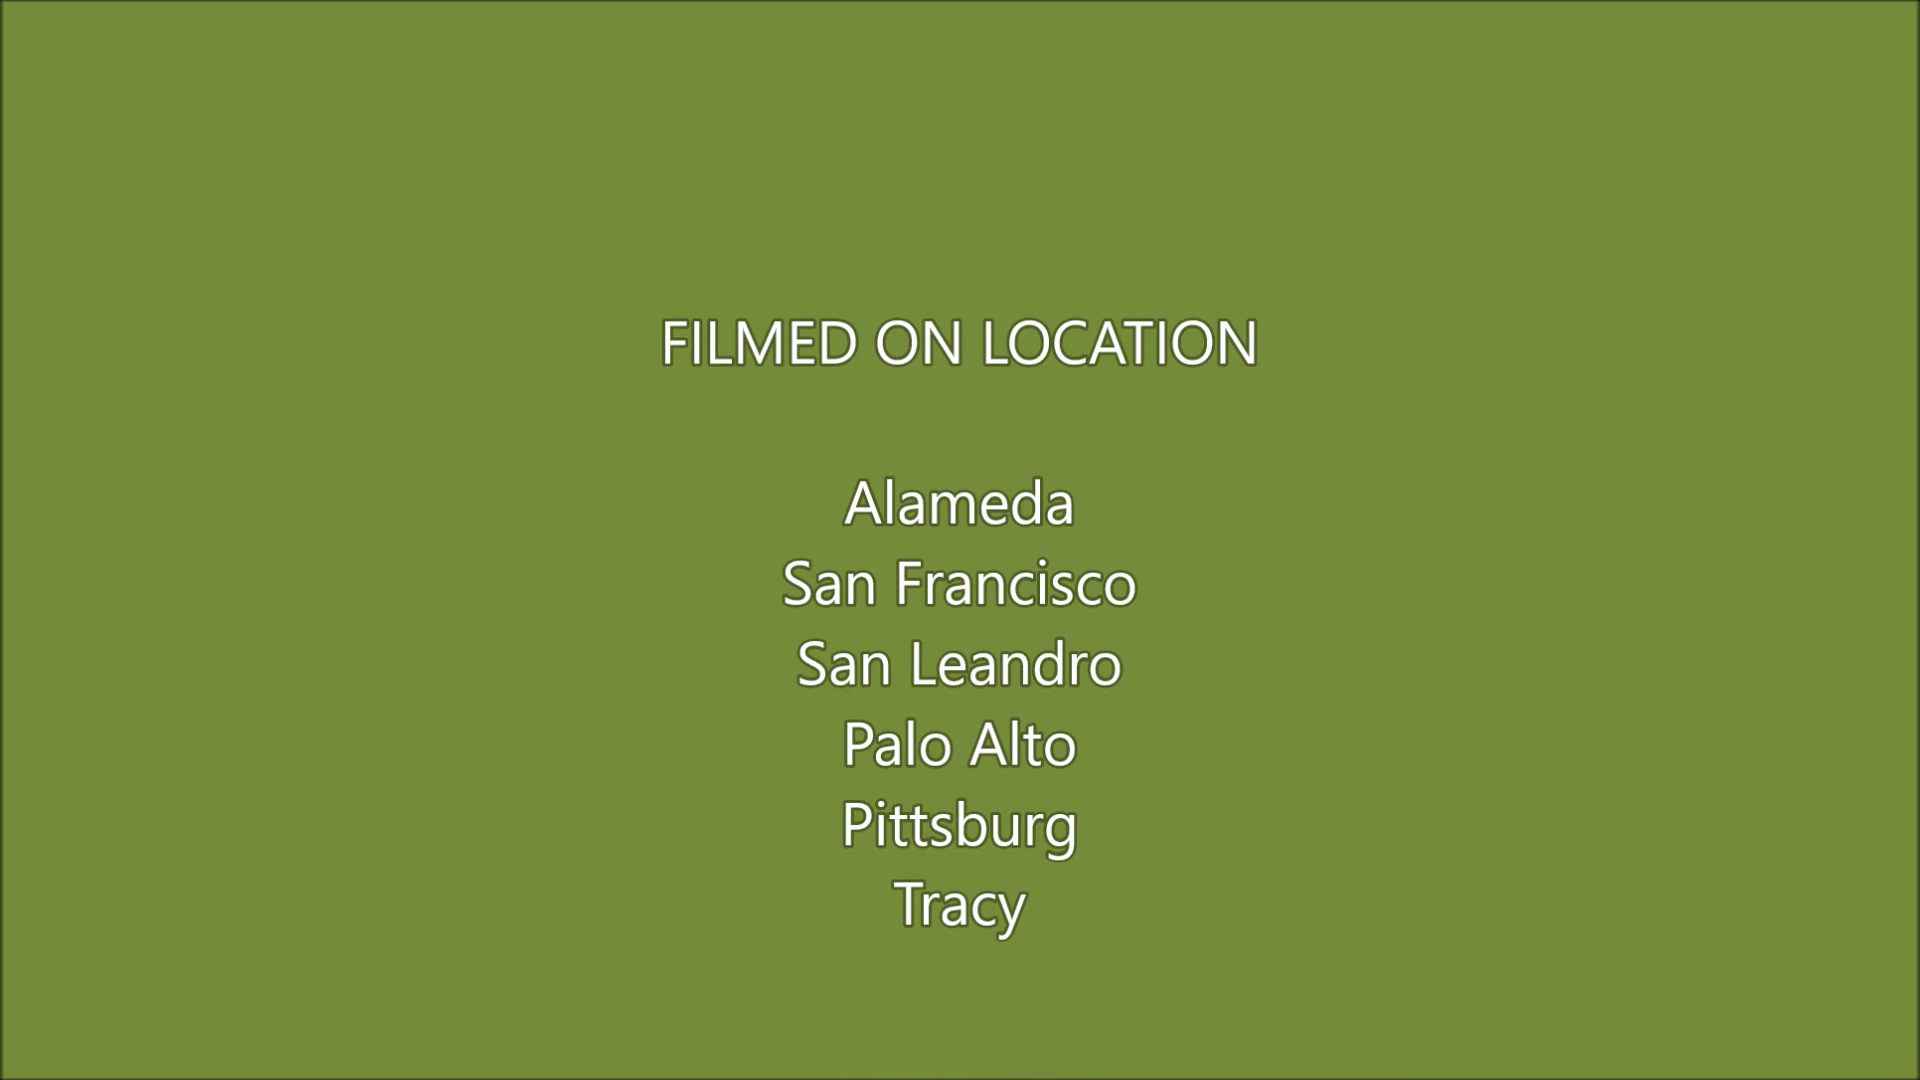 FILMED ON LOCATION
Alameda
San Francisco
San Leandro
Palo Alto
Pittsburg
Tracy